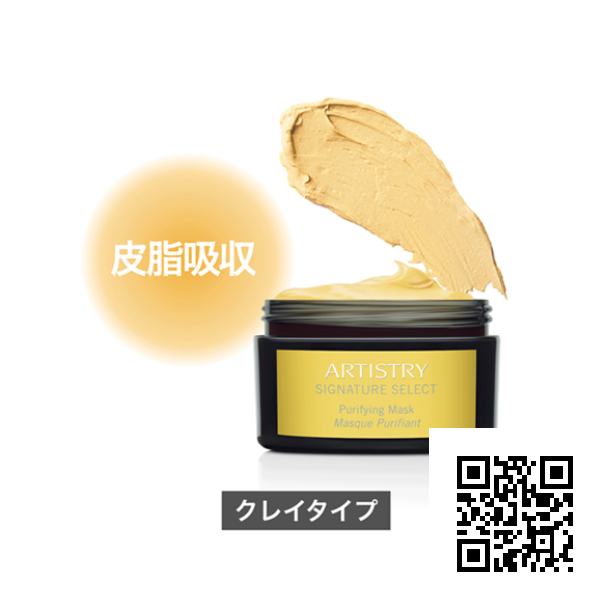 皮脂吸収
ARTISTRY
SIGNATURE SELECT
Purifying Mask
Masque Purifiant
クレイタイプ